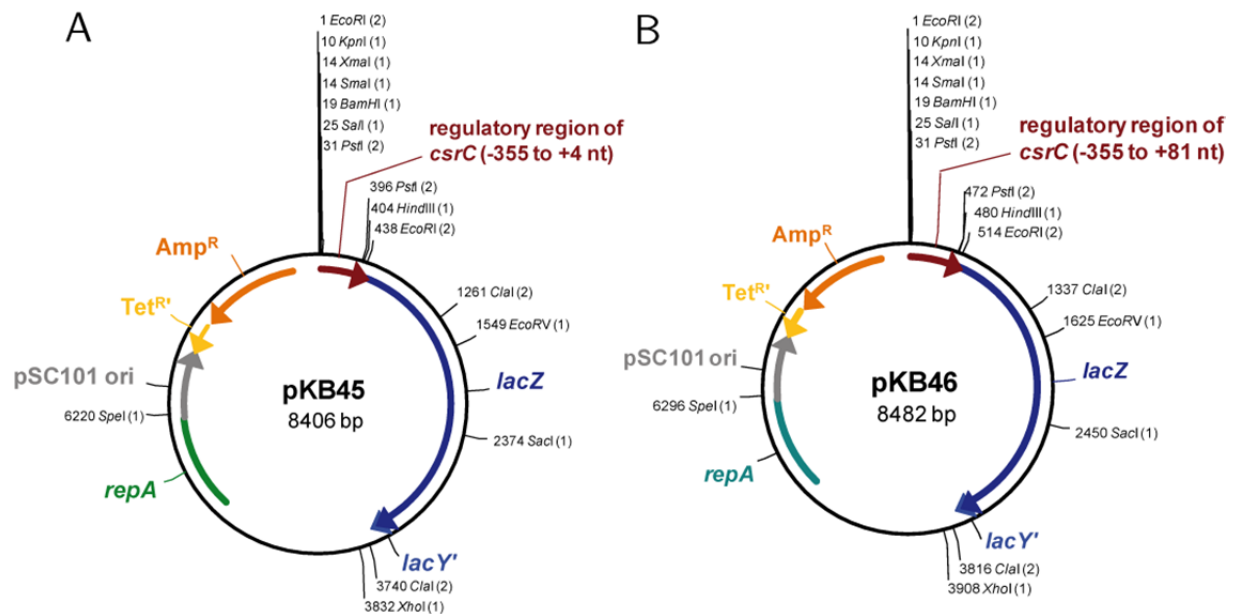 A
1 EcoRI (2)
10 KpnI (1)
14 XmaI (1)
14 SmaI (1)
19 BamHI (1)
25 SalI (1)
31 PstI (2)
regulatory region of
csrC (-355 to +4 nt)
396 PstI (2)
404 HindIII (1)
438 EcoRI (2)
Amp^R
Tet^R'
1261 ClaI (2)
1549 EcoRV (1)
pSC101 ori
pKB45
8406 bp
lacZ
6220 SpeI (1)
2374 SacI (1)
repA
lacY'
3740 ClaI (2)
3832 XhoI (1)
B
1 EcoRI (2)
10 KpnI (1)
14 XmaI (1)
14 SmaI (1)
19 BamHI (1)
25 SalI (1)
31 PstI (2)
regulatory region of
csrC (-355 to +81 nt)
472 PstI (2)
480 HindIII (1)
514 EcoRI (2)
Amp^R
Tet^R'
1337 ClaI (2)
1625 EcoRV (1)
pSC101 ori
pKB46
8482 bp
lacZ
6296 SpeI (1)
2450 SacI (1)
repA
lacY'
3816 ClaI (2)
3908 XhoI (1)